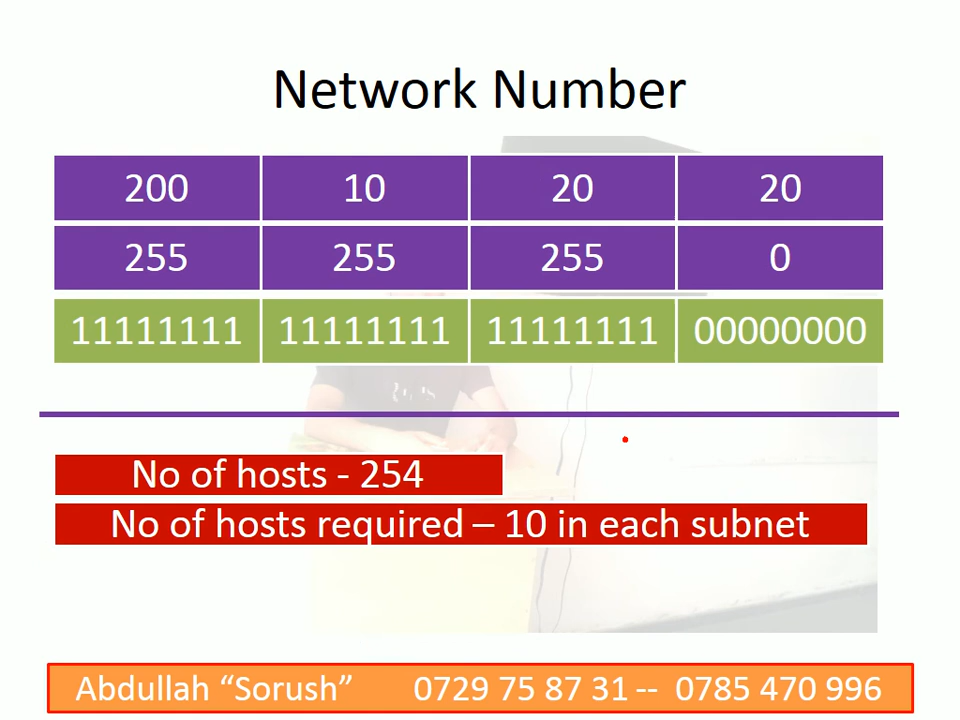 Network Number
200 10 20 20
255 255 255 0
11111111 11111111 11111111 00000000
No of hosts - 254
No of hosts required – 10 in each subnet
Abdullah “Sorush” 0729 75 87 31 -- 0785 470 996